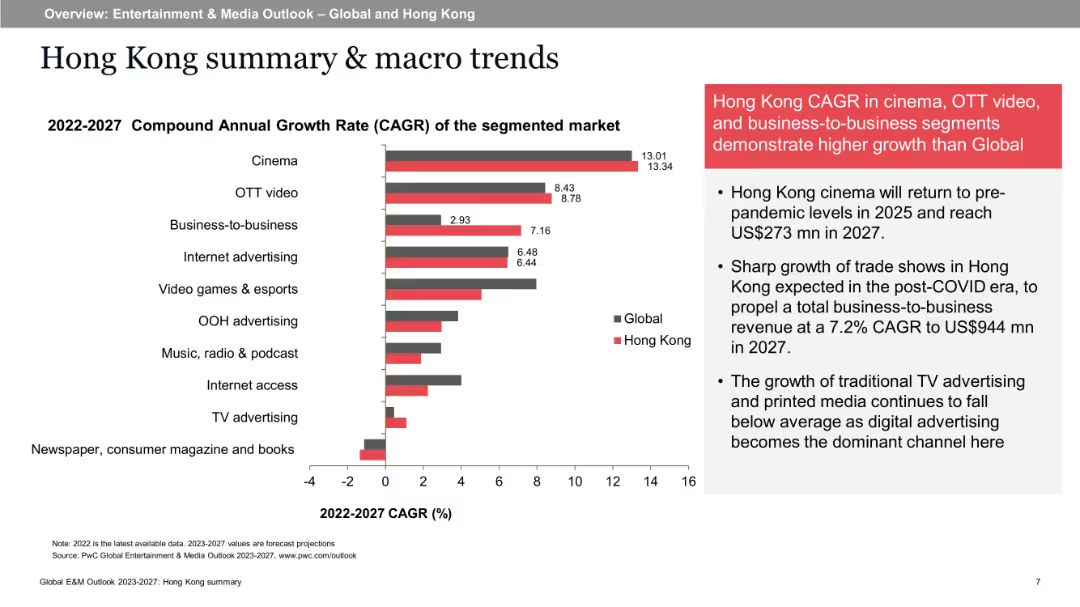 Overview: Entertainment & Media Outlook – Global and Hong Kong
Hong Kong summary & macro trends
2022-2027 Compound Annual Growth Rate (CAGR) of the segmented market
Cinema
13.01
13.34
OTT video
8.43
8.78
Business-to-business
2.93
7.16
Internet advertising
6.48
6.44
Video games & esports
OOH advertising
Music, radio & podcast
Internet access
TV advertising
Newspaper, consumer magazine and books
Global
Hong Kong
-4 -2 0 2 4 6 8 10 12 14 16
2022-2027 CAGR (%)
Hong Kong CAGR in cinema, OTT video,
and business-to-business segments
demonstrate higher growth than Global
• Hong Kong cinema will return to pre-
pandemic levels in 2025 and reach
US$273 mn in 2027.
• Sharp growth of trade shows in Hong
Kong expected in the post-COVID era, to
propel a total business-to-business
revenue at a 7.2% CAGR to US$944 mn
in 2027.
• The growth of traditional TV advertising
and printed media continues to fall
below average as digital advertising
becomes the dominant channel here
Note: 2022 is the latest available data. 2023-2027 values are forecast projections
Source: PwC Global Entertainment & Media Outlook 2023-2027, www.pwc.com/outlook
Global E&M Outlook 2023-2027: Hong Kong summary
7